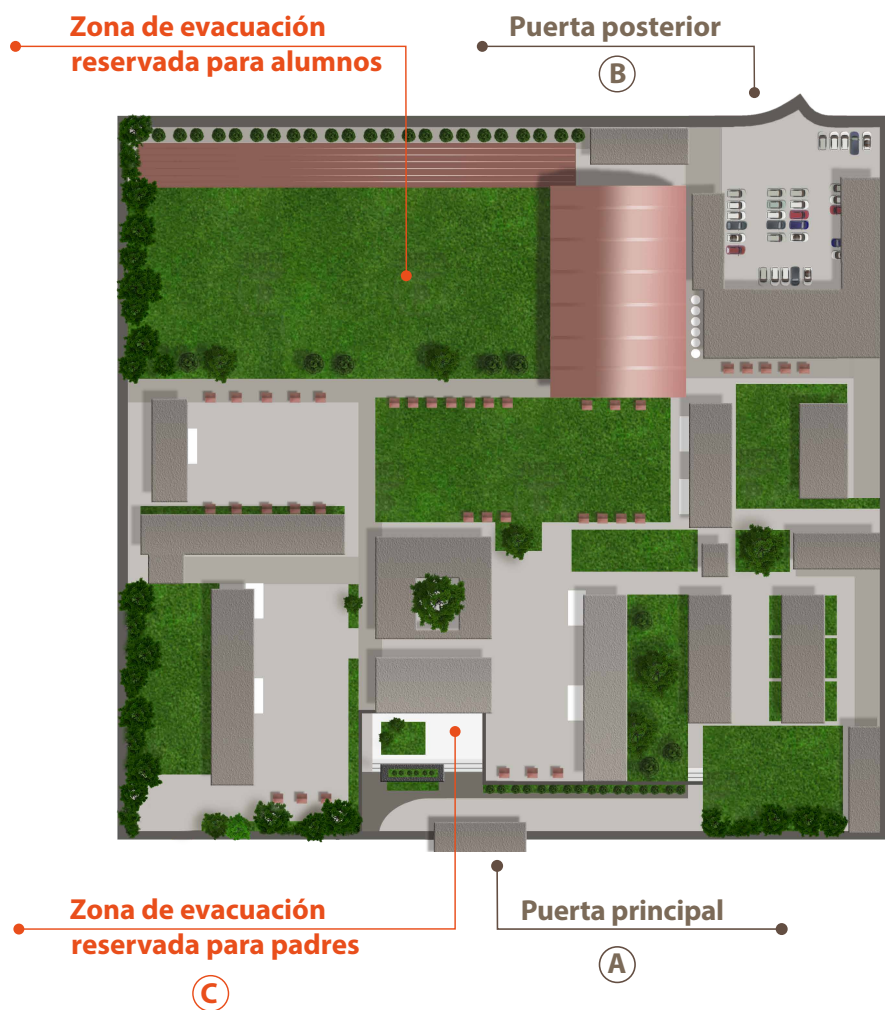 Zona de evacuación
reservada para alumnos
Puerta posterior
B
Zona de evacuación
reservada para padres
C
Puerta principal
A